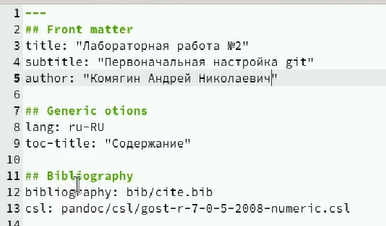 1 ---
2 ## Front matter
3 title: "Лабораторная работа №2"
4 subtitle: "Первоначальная настройка git"
5 author: "Комягин Андрей Николаевич"
6
7 ## Generic otions
8 lang: ru-RU
9 toc-title: "Содержание"
10
11 ## Bibliography
12 bibliography: bib/cite.bib
13 csl: pandoc/csl/gost-r-7-0-5-2008-numeric.csl
14